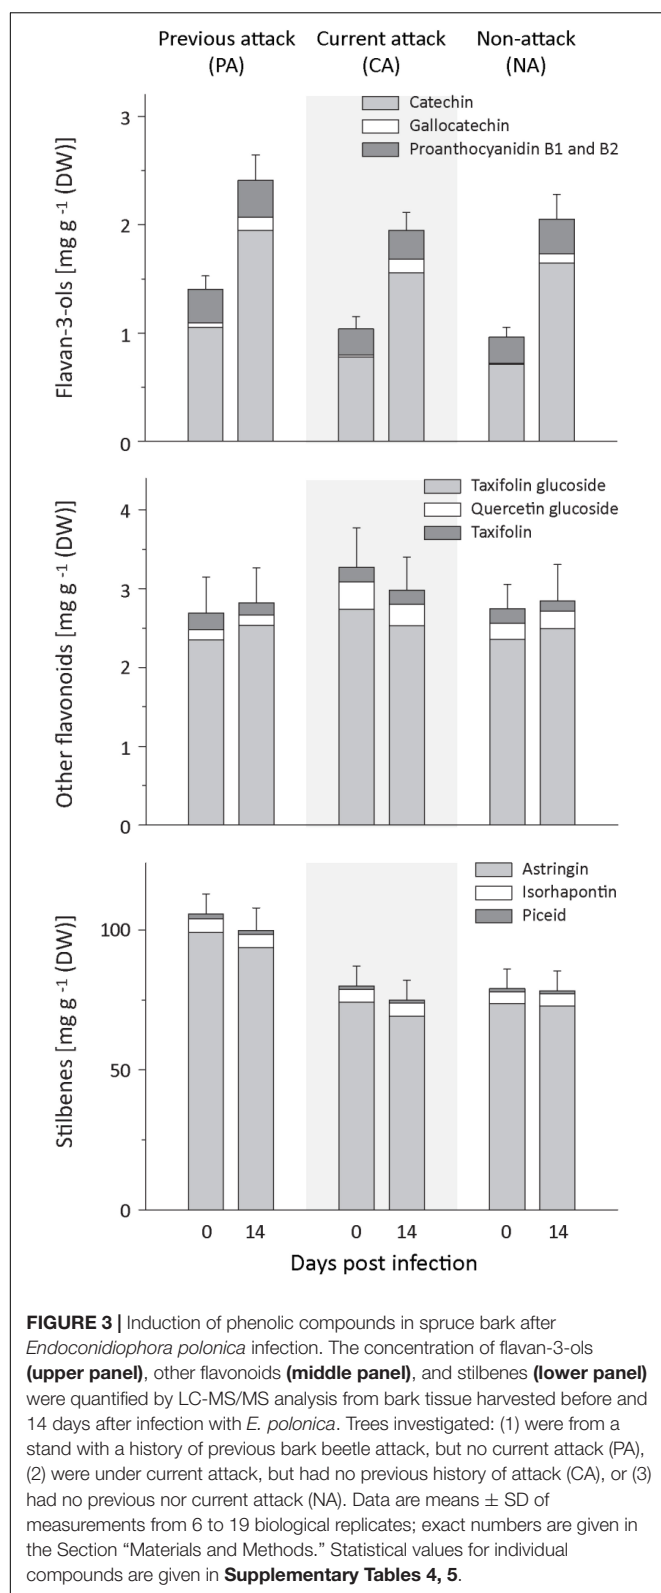 Previous attack
(PA)
Current attack
(CA)
Non-attack
(NA)
Catechin
Gallocatechin
Proanthocyanidin B1 and B2
Flavan-3-ols [mg g -1 (DW)]
3
2
1
0
Taxifolin glucoside
Quercetin glucoside
Taxifolin
Other flavonoids [mg g -1 (DW)]
4
3
2
1
0
Astringin
Isorhapontin
Piceid
Stilbenes [mg g -1 (DW)]
100
50
0
0 14 0 14 0 14
Days post infection
FIGURE 3 | Induction of phenolic compounds in spruce bark after
Endoconidiophora polonica infection. The concentration of flavan-3-ols
(upper panel), other flavonoids (middle panel), and stilbenes (lower panel)
were quantified by LC-MS/MS analysis from bark tissue harvested before and
14 days after infection with E. polonica. Trees investigated: (1) were from a
stand with a history of previous bark beetle attack, but no current attack (PA),
(2) were under current attack, but had no previous history of attack (CA), or (3)
had no previous nor current attack (NA). Data are means ± SD of
measurements from 6 to 19 biological replicates; exact numbers are given in
the Section “Materials and Methods.” Statistical values for individual
compounds are given in Supplementary Tables 4, 5.